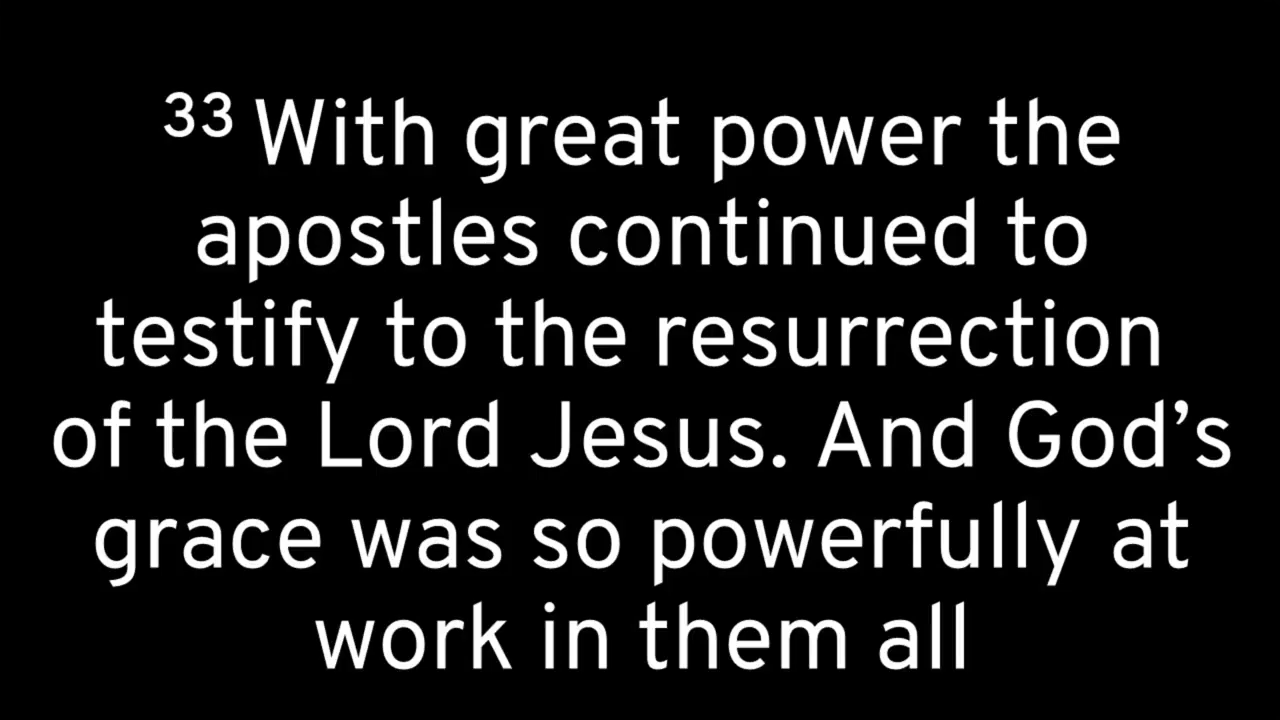 33 With great power the
apostles continued to
testify to the resurrection
of the Lord Jesus. And God’s
grace was so powerfully at
work in them all